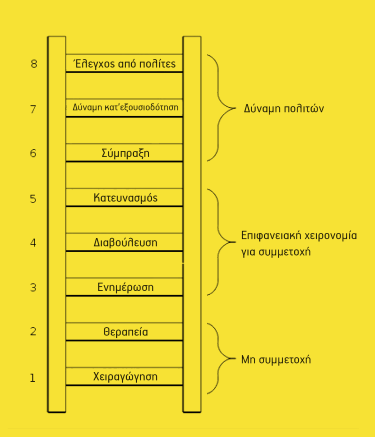 8 Έλεγχος από πολίτες
7 Δύναμη κατ'εξουσιοδότηση
Δύναμη πολιτών
6 Σύμπραξη
5 Κατευνασμός
4 Διαβούλευση
Επιφανειακή χειρονομία
για συμμετοχή
3 Ενημέρωση
2 Θεραπεία
Μη συμμετοχή
1 Χειραγώγηση